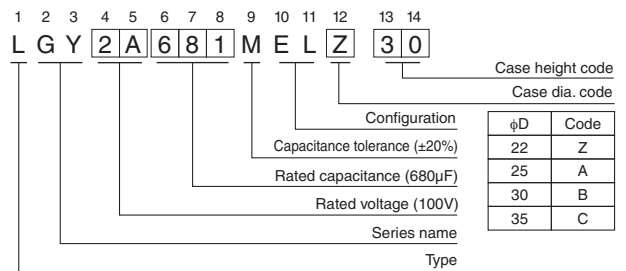 1 2 3 4 5 6 7 8 9 10 11 12 13 14
L G Y 2 A 6 8 1 M E L Z 3 0
Case height code
Case dia. code
Configuration
Capacitance tolerance (±20%)
Rated capacitance (680µF)
Rated voltage (100V)
Series name
Type
ϕD Code
22 Z
25 A
30 B
35 C